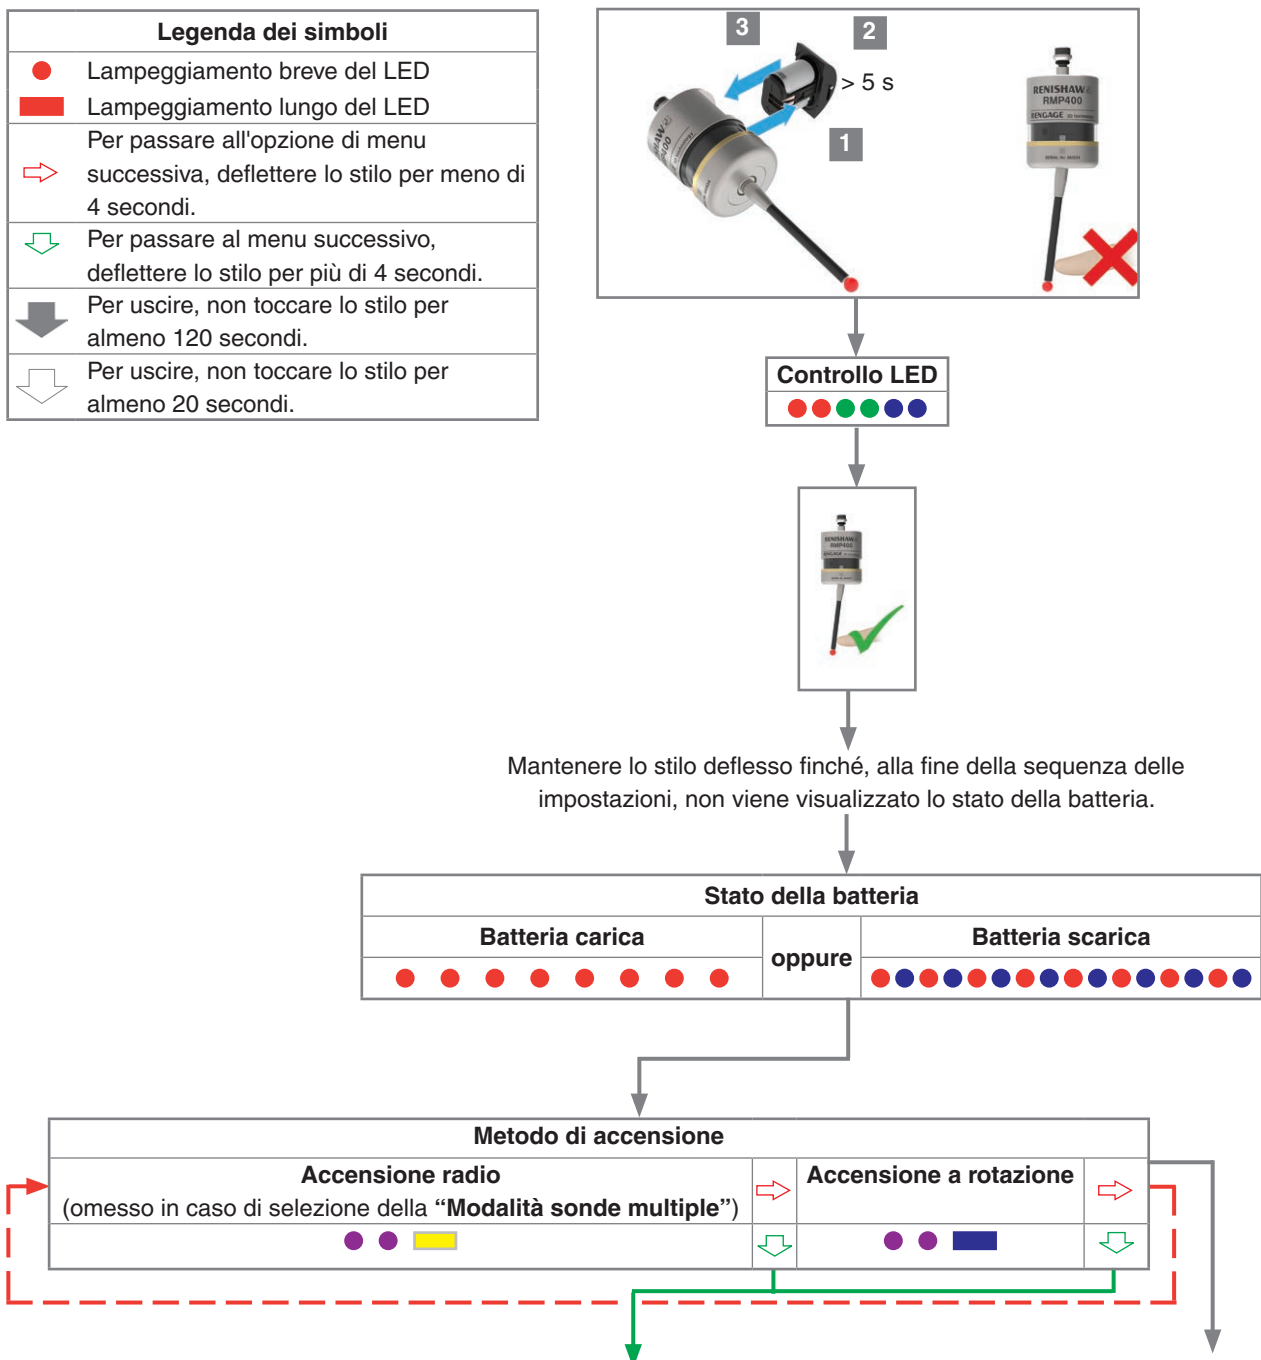 Legenda dei simboli
Lampeggiamento breve del LED
Lampeggiamento lungo del LED
Per passare all'opzione di menu
successiva, deflettere lo stilo per meno di
4 secondi.
Per passare al menu successivo,
deflettere lo stilo per più di 4 secondi.
Per uscire, non toccare lo stilo per
almeno 120 secondi.
Per uscire, non toccare lo stilo per
almeno 20 secondi.
3
2
> 5 s
1
RENISHAW
RMP400
RENGAGE
Controllo LED
RENISHAW
RMP400
RENGAGE
Mantenere lo stilo deflesso finché, alla fine della sequenza delle
impostazioni, non viene visualizzato lo stato della batteria.
Stato della batteria
Batteria carica
oppure
Batteria scarica
Metodo di accensione
Accensione radio
(omesso in caso di selezione della “Modalità sonde multiple”)
Accensione a rotazione